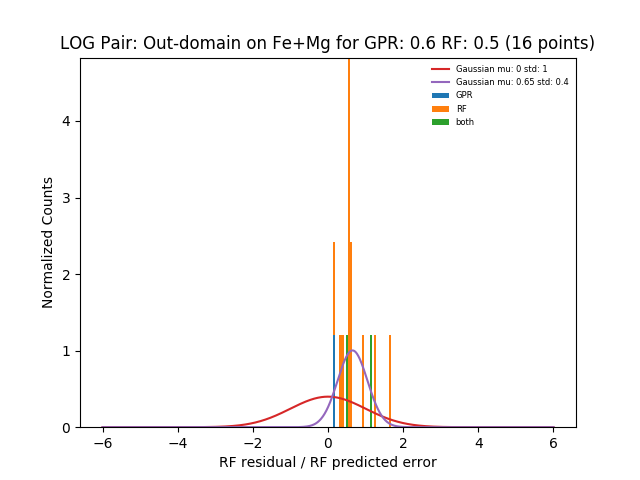 LOG Pair: Out-domain on Fe+Mg for GPR: 0.6 RF: 0.5 (16 points)
Gaussian mu: 0 std: 1
Gaussian mu: 0.65 std: 0.4
GPR
RF
both
Normalized Counts
4
3
2
1
0
−6 −4 −2 0 2 4 6
RF residual / RF predicted error